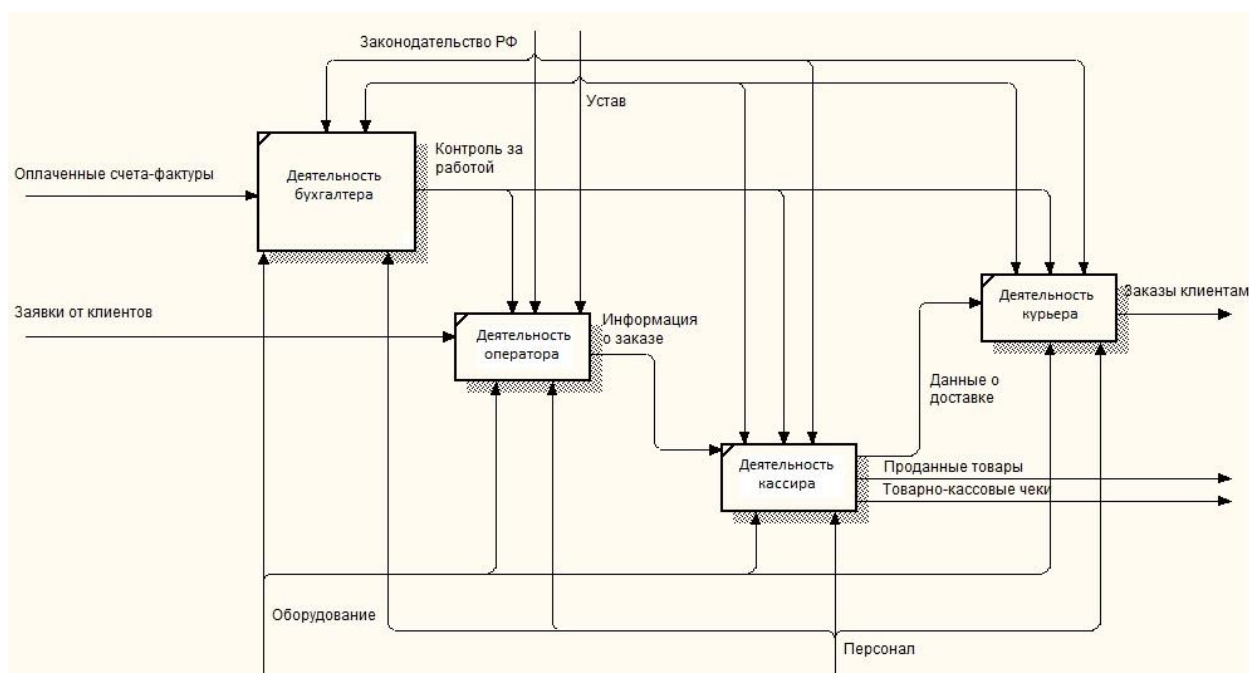 Законодательство РФ
Устав
Контроль за
работой
Оплаченные счета-фактуры
Деятельность
бухгалтера
Заявки от клиентов
Деятельность
оператора
Информация
о заказе
Деятельность
курьера
Заказы клиентам
Данные о
доставке
Деятельность
кассира
Проданные товары
Товарно-кассовые чеки
Оборудование
Персонал